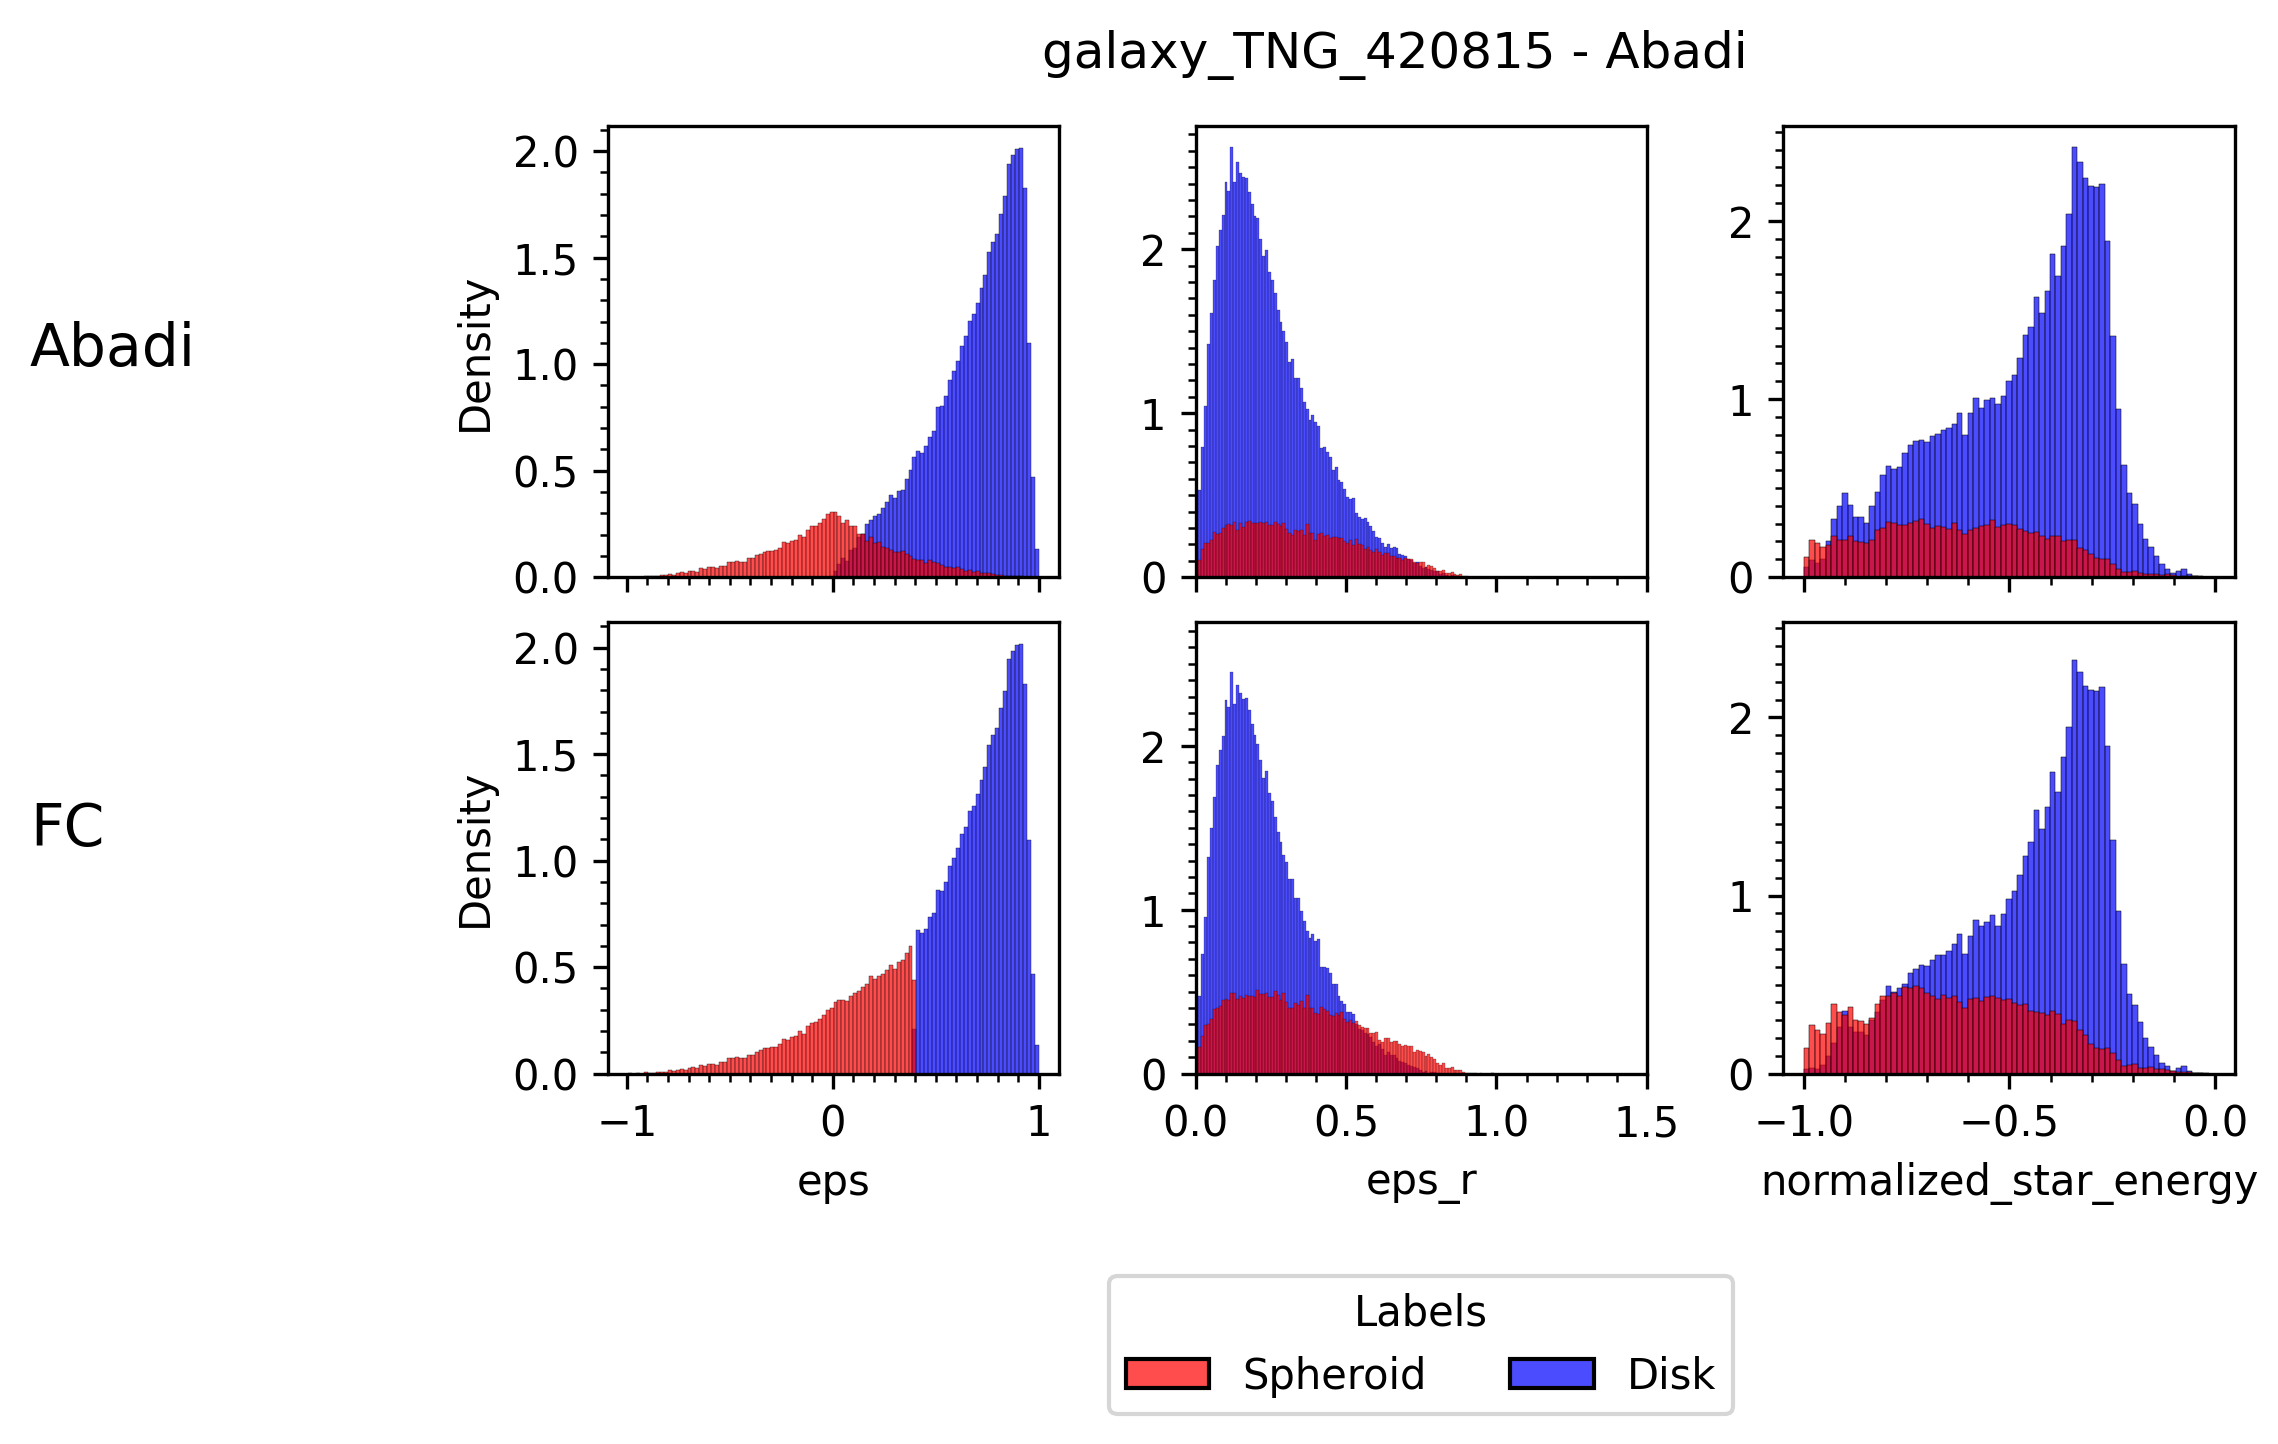 galaxy_TNG_420815 - Abadi
Abadi
Density
2.0
1.5
1.0
0.5
0.0
2
1
0
2
1
0
FC
Density
2.0
1.5
1.0
0.5
0.0
2
1
0
2
1
0
−1 0 1
0.0 0.5 1.0 1.5
−1.0 −0.5 0.0
eps
eps_r
normalized_star_energy
Labels
Spheroid Disk